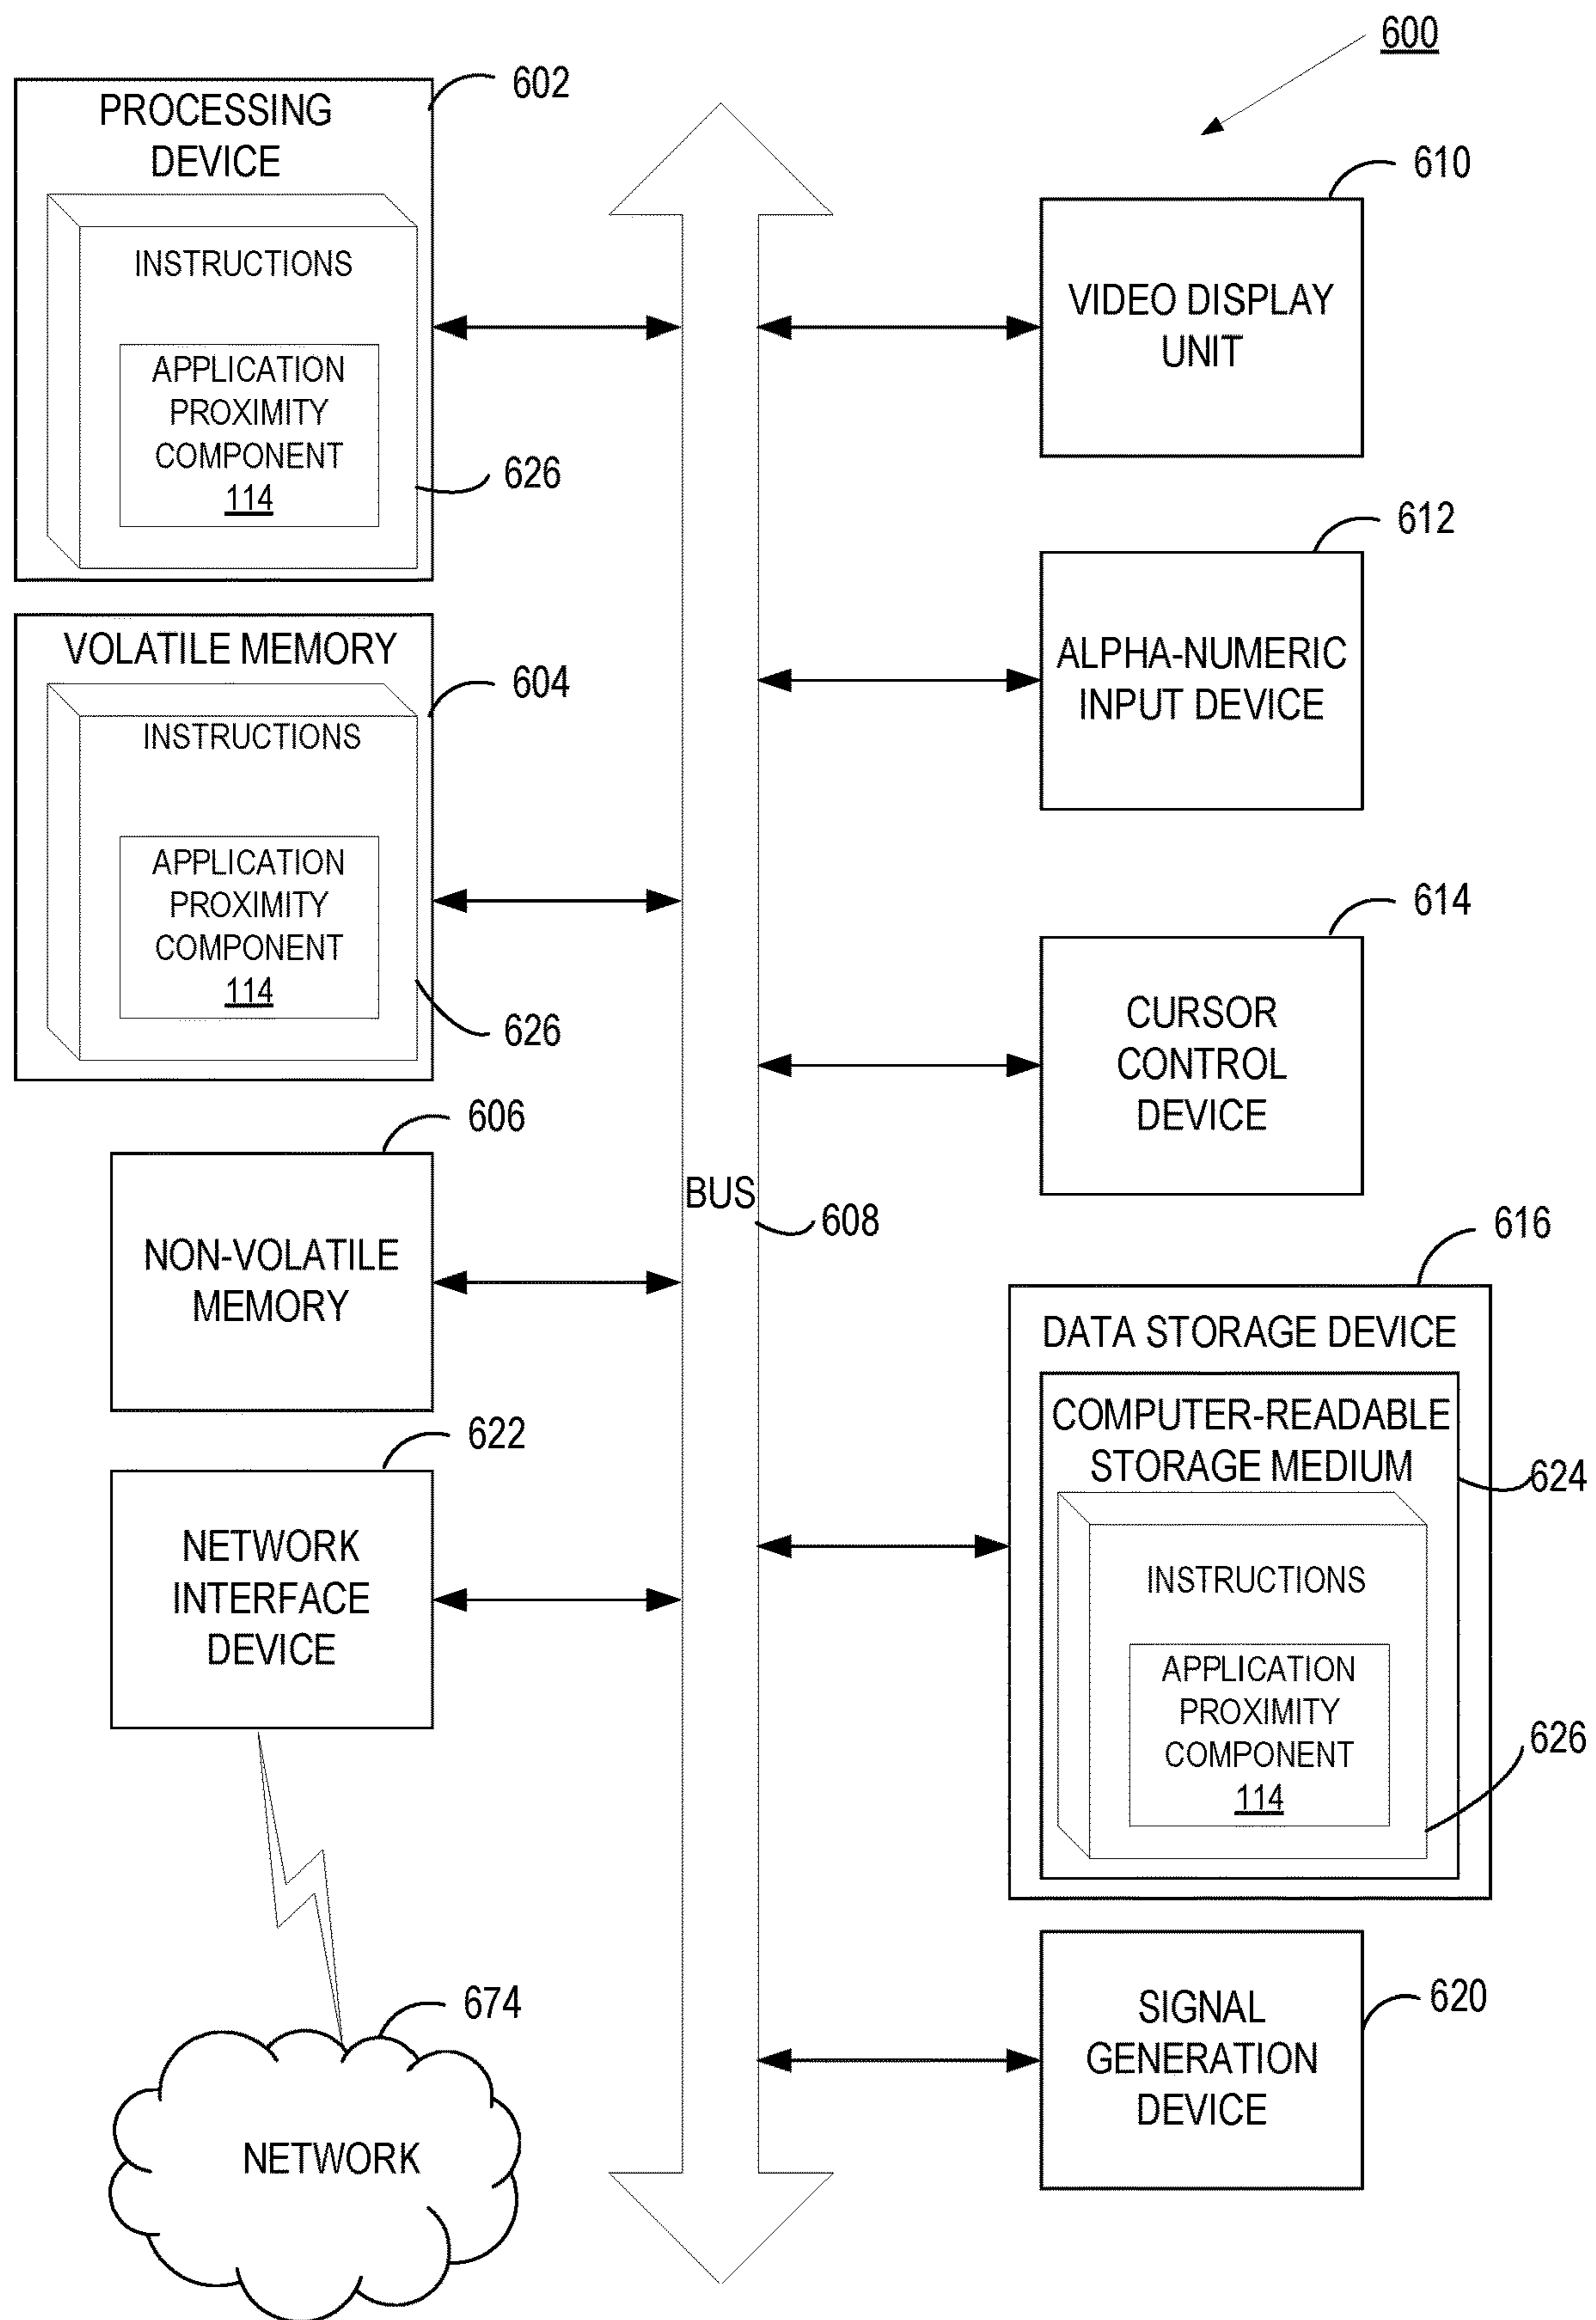 600
602
PROCESSING
DEVICE
INSTRUCTIONS
APPLICATION
PROXIMITY
COMPONENT
114
626
VOLATILE MEMORY
604
INSTRUCTIONS
APPLICATION
PROXIMITY
COMPONENT
114
626
606
NON-VOLATILE
MEMORY
622
NETWORK
INTERFACE
DEVICE
674
NETWORK
BUS
608
610
VIDEO DISPLAY
UNIT
612
ALPHA-NUMERIC
INPUT DEVICE
614
CURSOR
CONTROL
DEVICE
616
DATA STORAGE DEVICE
COMPUTER-READABLE
STORAGE MEDIUM
624
INSTRUCTIONS
APPLICATION
PROXIMITY
COMPONENT
114
626
SIGNAL
GENERATION
DEVICE
620